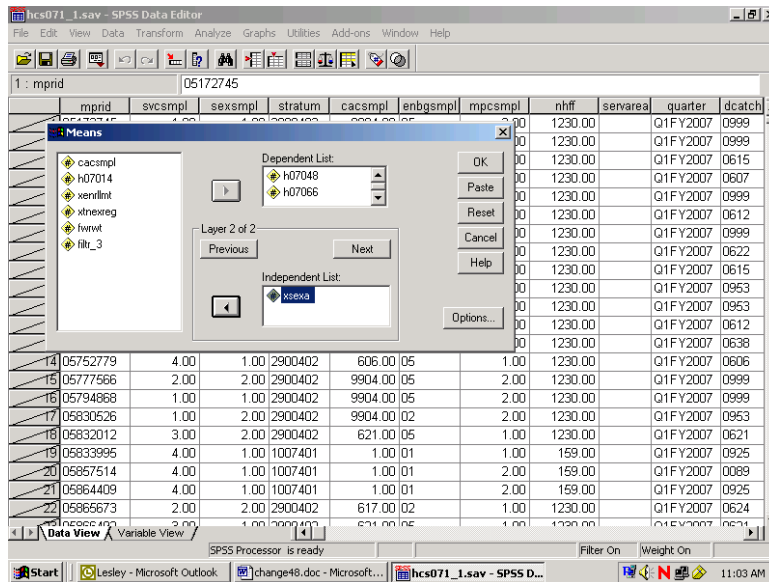 hcs071_1.sav - SPSS Data Editor
File Edit View Data Transform Analyze Graphs Utilities Add-ons Window Help
1 : mprid 05172745
mprid svcsmpl sexsmpl stratum cacsmpl enbgsmpl mpcsmpl nhff servarea quarter dcatch
1230.00 Q1FY2007 0999
Means
1230.00 Q1FY2007 0999
cacsmpl Dependent List: OK 1230.00 Q1FY2007 0615
h07014 h07048 Paste 1230.00 Q1FY2007 0607
xenrllmt h07066 1230.00 Q1FY2007 0999
xtnexreg Reset 1230.00 Q1FY2007 0612
fwrwt Layer 2 of 2 Cancel 1230.00 Q1FY2007 0999
filtr_3 Previous Next Help 1230.00 Q1FY2007 0622
1230.00 Q1FY2007 0615
Independent List: 1230.00 Q1FY2007 0953
xsexa 1230.00 Q1FY2007 0953
Options... 1230.00 Q1FY2007 0612
1230.00 Q1FY2007 0638
14 05752779 4.00 1.00 2900402 606.00 05 1.00 1230.00 Q1FY2007 0606
15 05777566 2.00 2.00 2900402 9904.00 05 2.00 1230.00 Q1FY2007 0999
16 05794868 1.00 1.00 2900402 9904.00 05 2.00 1230.00 Q1FY2007 0999
17 05830526 1.00 2.00 2900402 9904.00 02 2.00 1230.00 Q1FY2007 0953
18 05832012 3.00 2.00 2900402 621.00 05 1.00 1230.00 Q1FY2007 0621
19 05833995 4.00 1.00 1007401 1.00 01 1.00 159.00 Q1FY2007 0925
20 05857514 4.00 1.00 1007401 1.00 01 2.00 159.00 Q1FY2007 0089
21 05864409 4.00 1.00 1007401 1.00 01 2.00 159.00 Q1FY2007 0925
22 05865673 2.00 2.00 2900402 617.00 02 1.00 1230.00 Q1FY2007 0624
Data View Variable View
SPSS Processor is ready Filter On Weight On
Start Lesley - Microsoft Outlook change48.doc - Microsoft... hcs071_1.sav - SPSS D... 11:03 AM